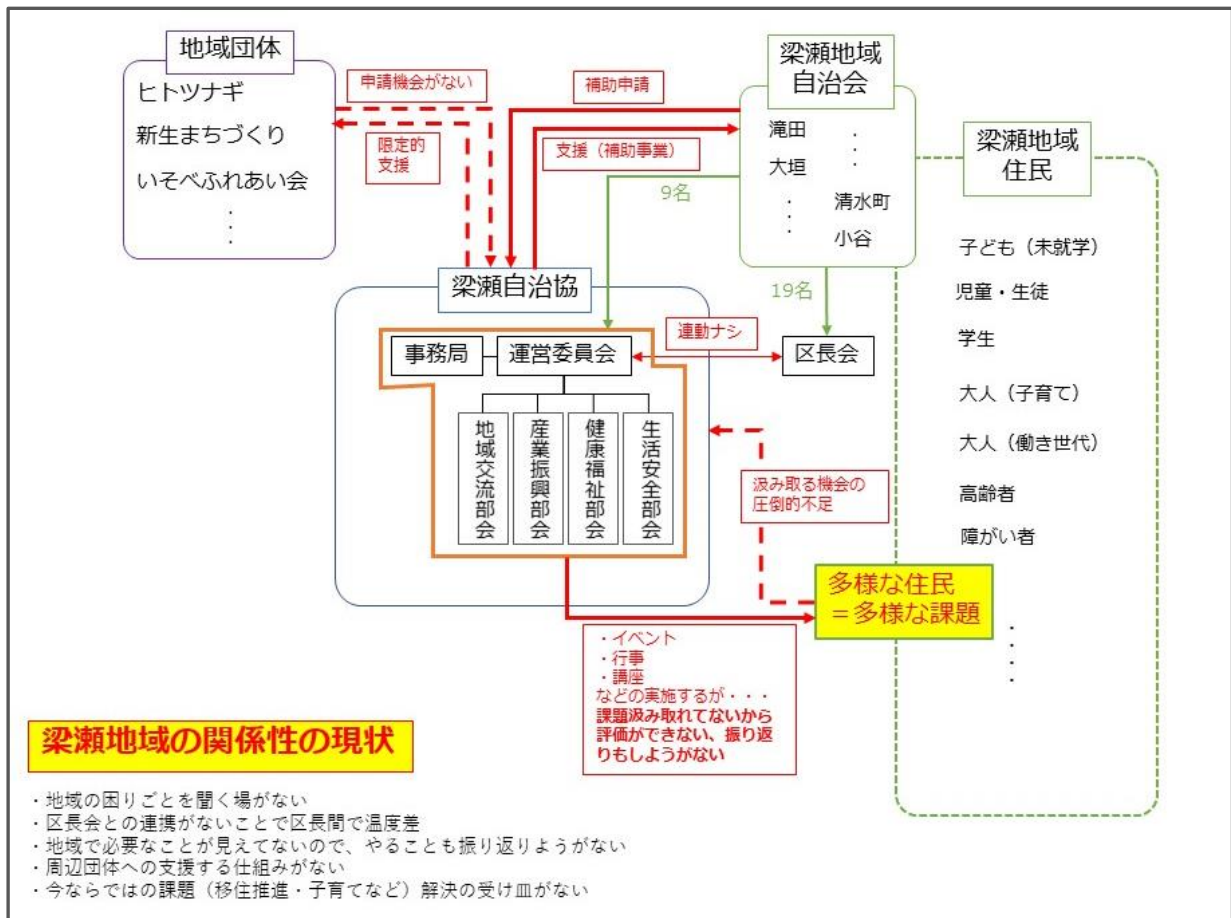 地域団体
ヒトツナギ
新生まちづくり
いそべふれあい会
・
・
・
申請機会がない
限定的
支援
補助申請
支援（補助事業）
梁瀬地域
自治会
滝田
大垣
・
・
・
・
・
・
清水町
小谷
9名
19名
梁瀬地域
住民
子ども（未就学）
児童・生徒
学生
大人（子育て）
大人（働き世代）
高齢者
障がい者
・
・
・
・
梁瀬自治協
事務局
運営委員会
連動ナシ
区長会
地域交流部会
産業振興部会
健康福祉部会
生活安全部会
汲み取る機会の
圧倒的不足
多様な住民
＝多様な課題
・イベント
・行事
・講座
などの実施するが・・・
課題汲み取れてないから
評価ができない、振り返
りもしようがない
梁瀬地域の関係性の現状
・地域の困りごとを聞く場がない
・区長会との連携がないことで区長間で温度差
・地域で必要なことが見えてないので、やることも振り返りようがない
・周辺団体への支援する仕組みがない
・今ならではの課題（移住推進・子育てなど）解決の受け皿がない